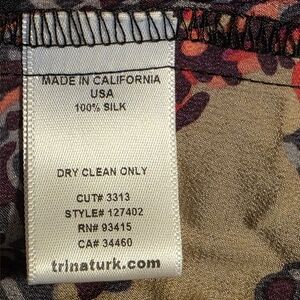 MADE IN CALIFORNIA
USA
100% SILK
DRY CLEAN ONLY
CUT# 3313
STYLE# 127402
RN# 93415
CA# 34460
trinaturk.com